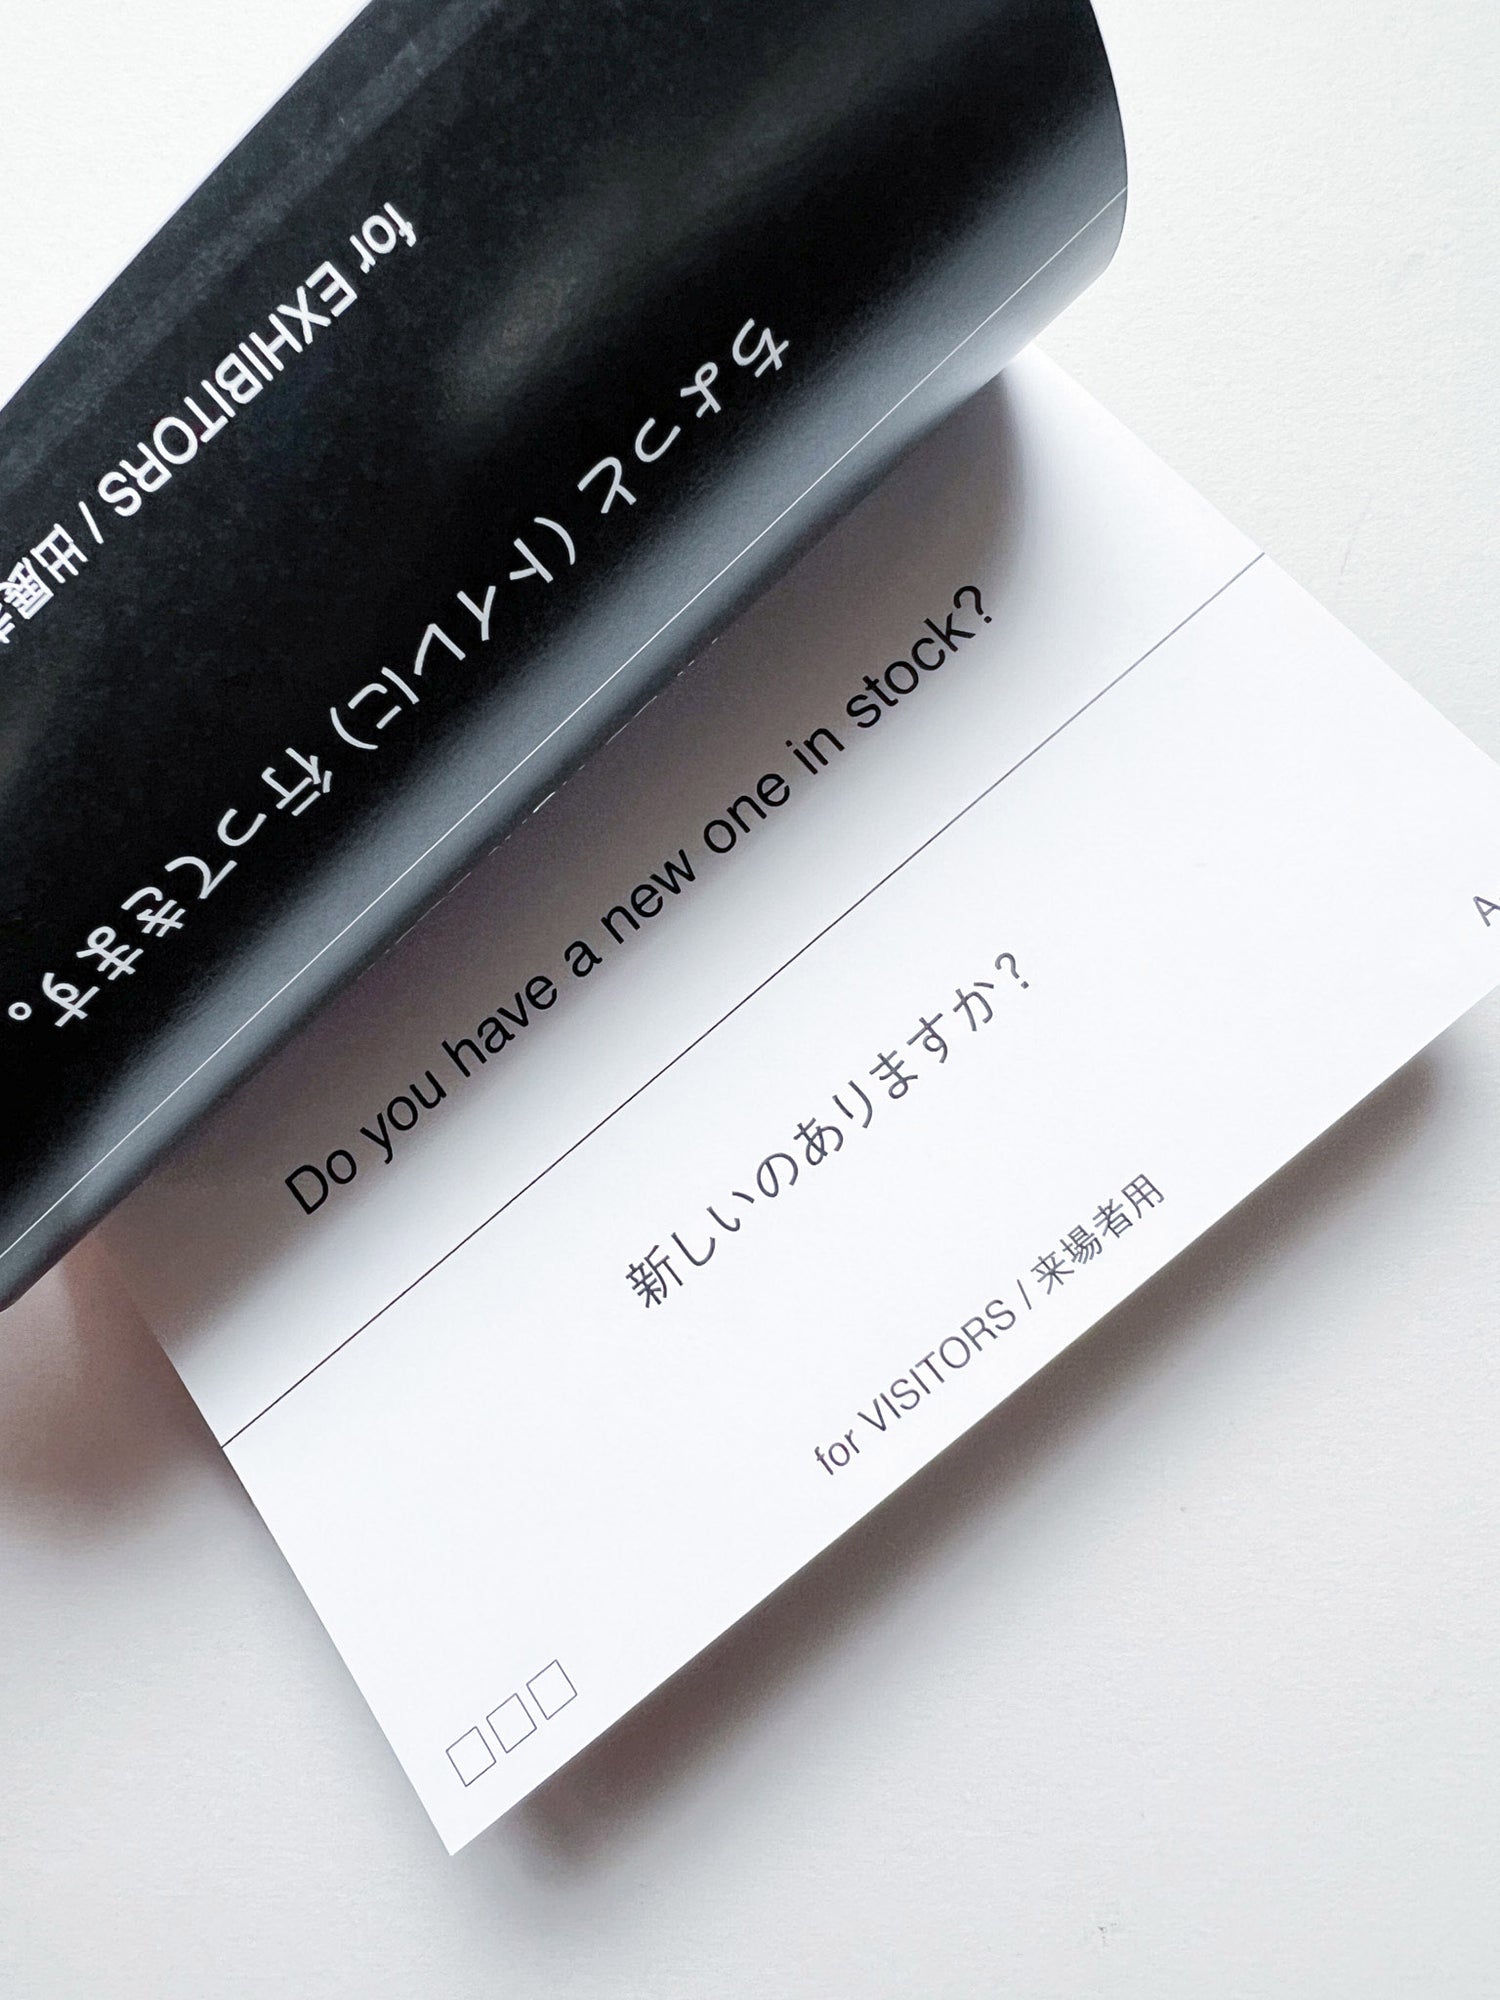 for EXHIBITORS / 出展
ちょっと(トイレに)行ってきます。
Do you have a new one in stock?
新しいのありますか？
for VISITORS / 来場者用
A